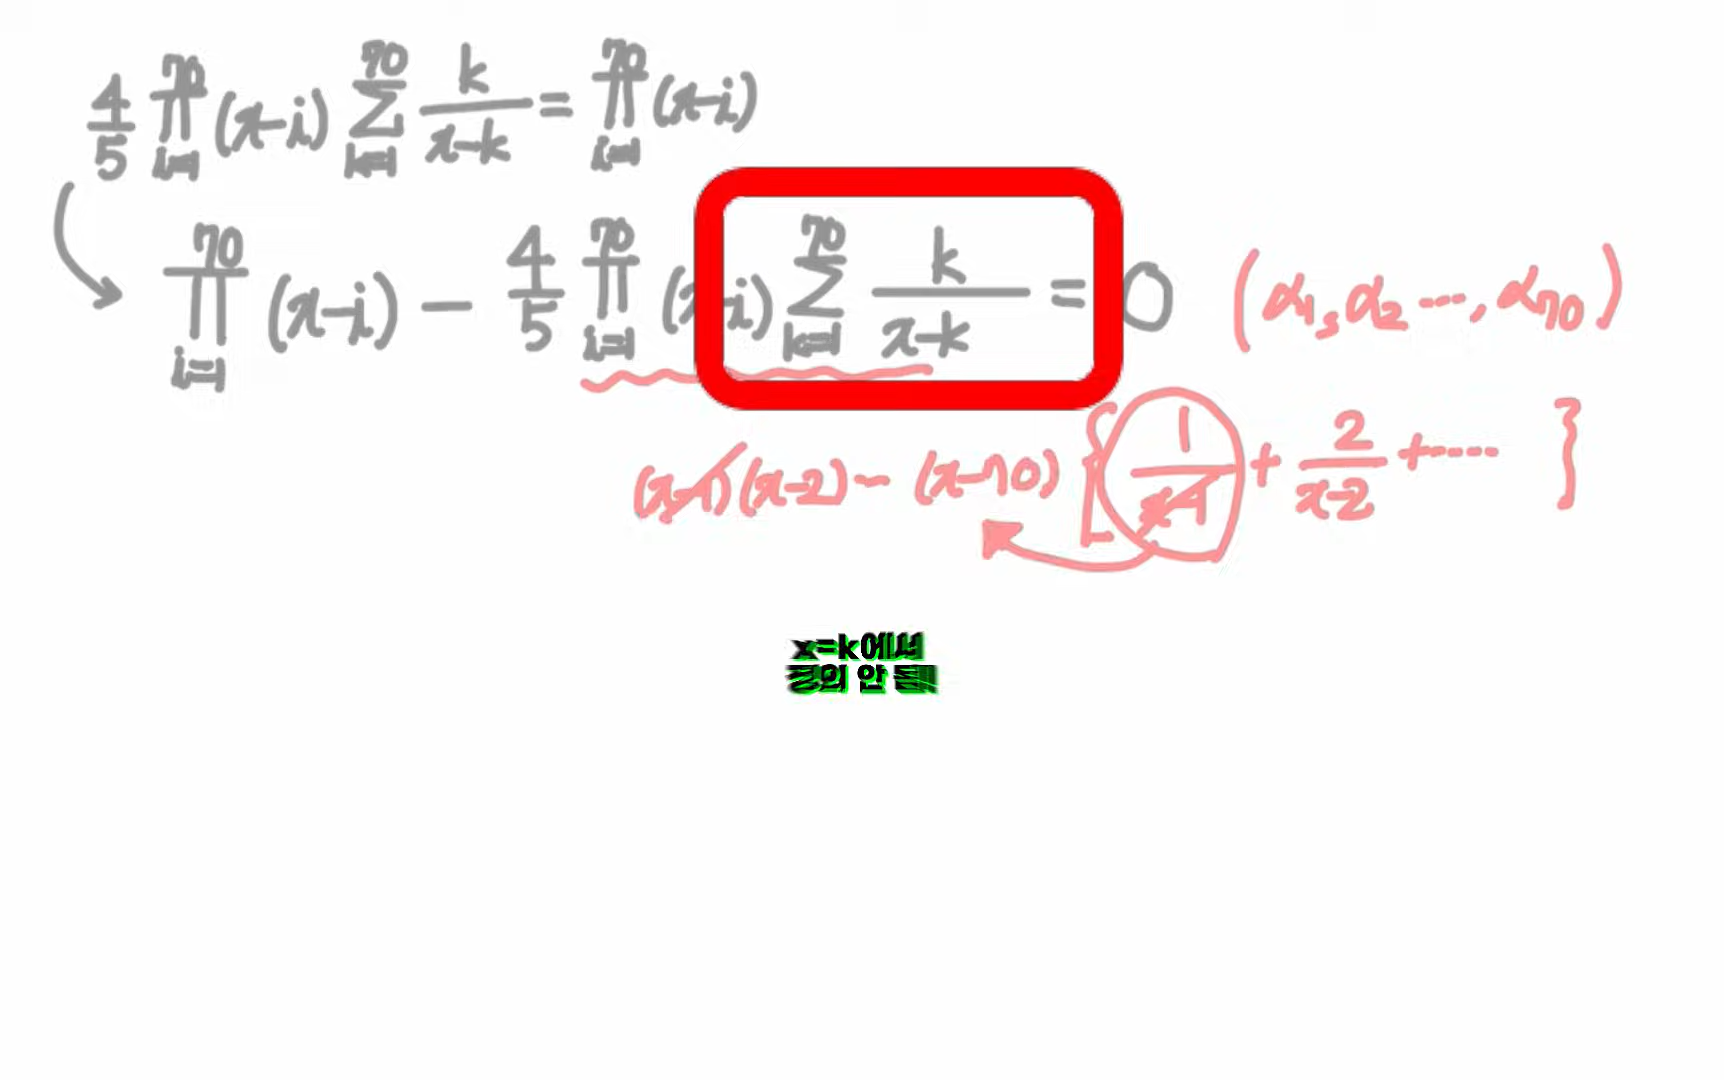 4/5 ∏_{i=1}^{70} (x-i) ∑_{k=1}^{70} k/(x-k) = ∏_{i=1}^{70} (x-i)
∏_{i=1}^{70} (x-i) - 4/5 ∏_{i=1}^{70} (x-i) ∑_{k=1}^{70} k/(x-k) = 0 (α₁, α₂ ..., α₇₀)
(x-1)(x-2)~(x-70) { 1/(x-1) + 2/(x-2) + .... }
x=k에서
정의 안 됨